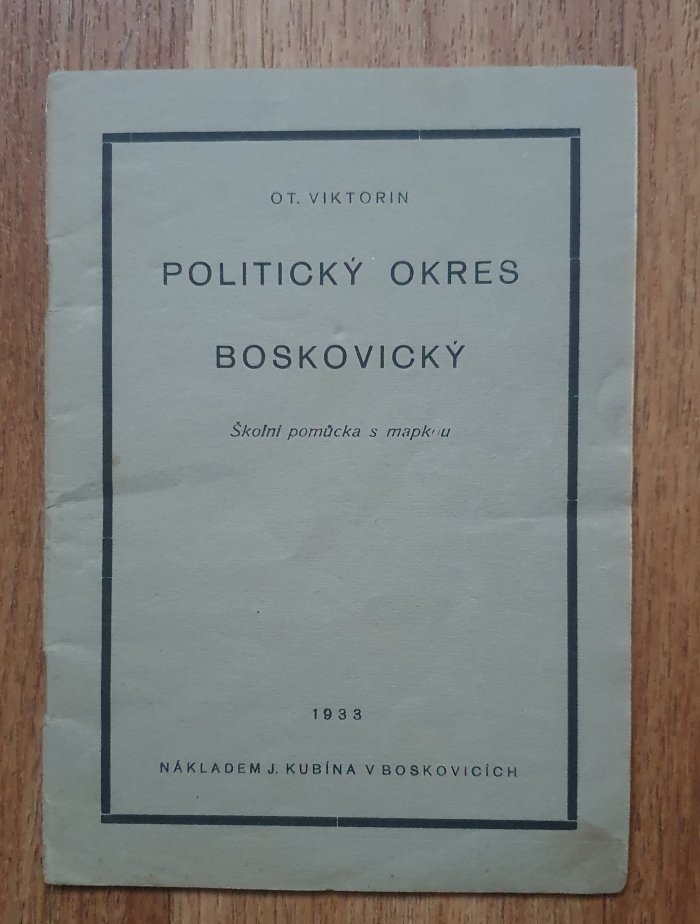 OT. VIKTORIN
POLITICKÝ OKRES
BOSKOVICKÝ
Školní pomůcka s mapkou
1933
NÁKLADEM J. KUBÍNA V BOSKOVICÍCH